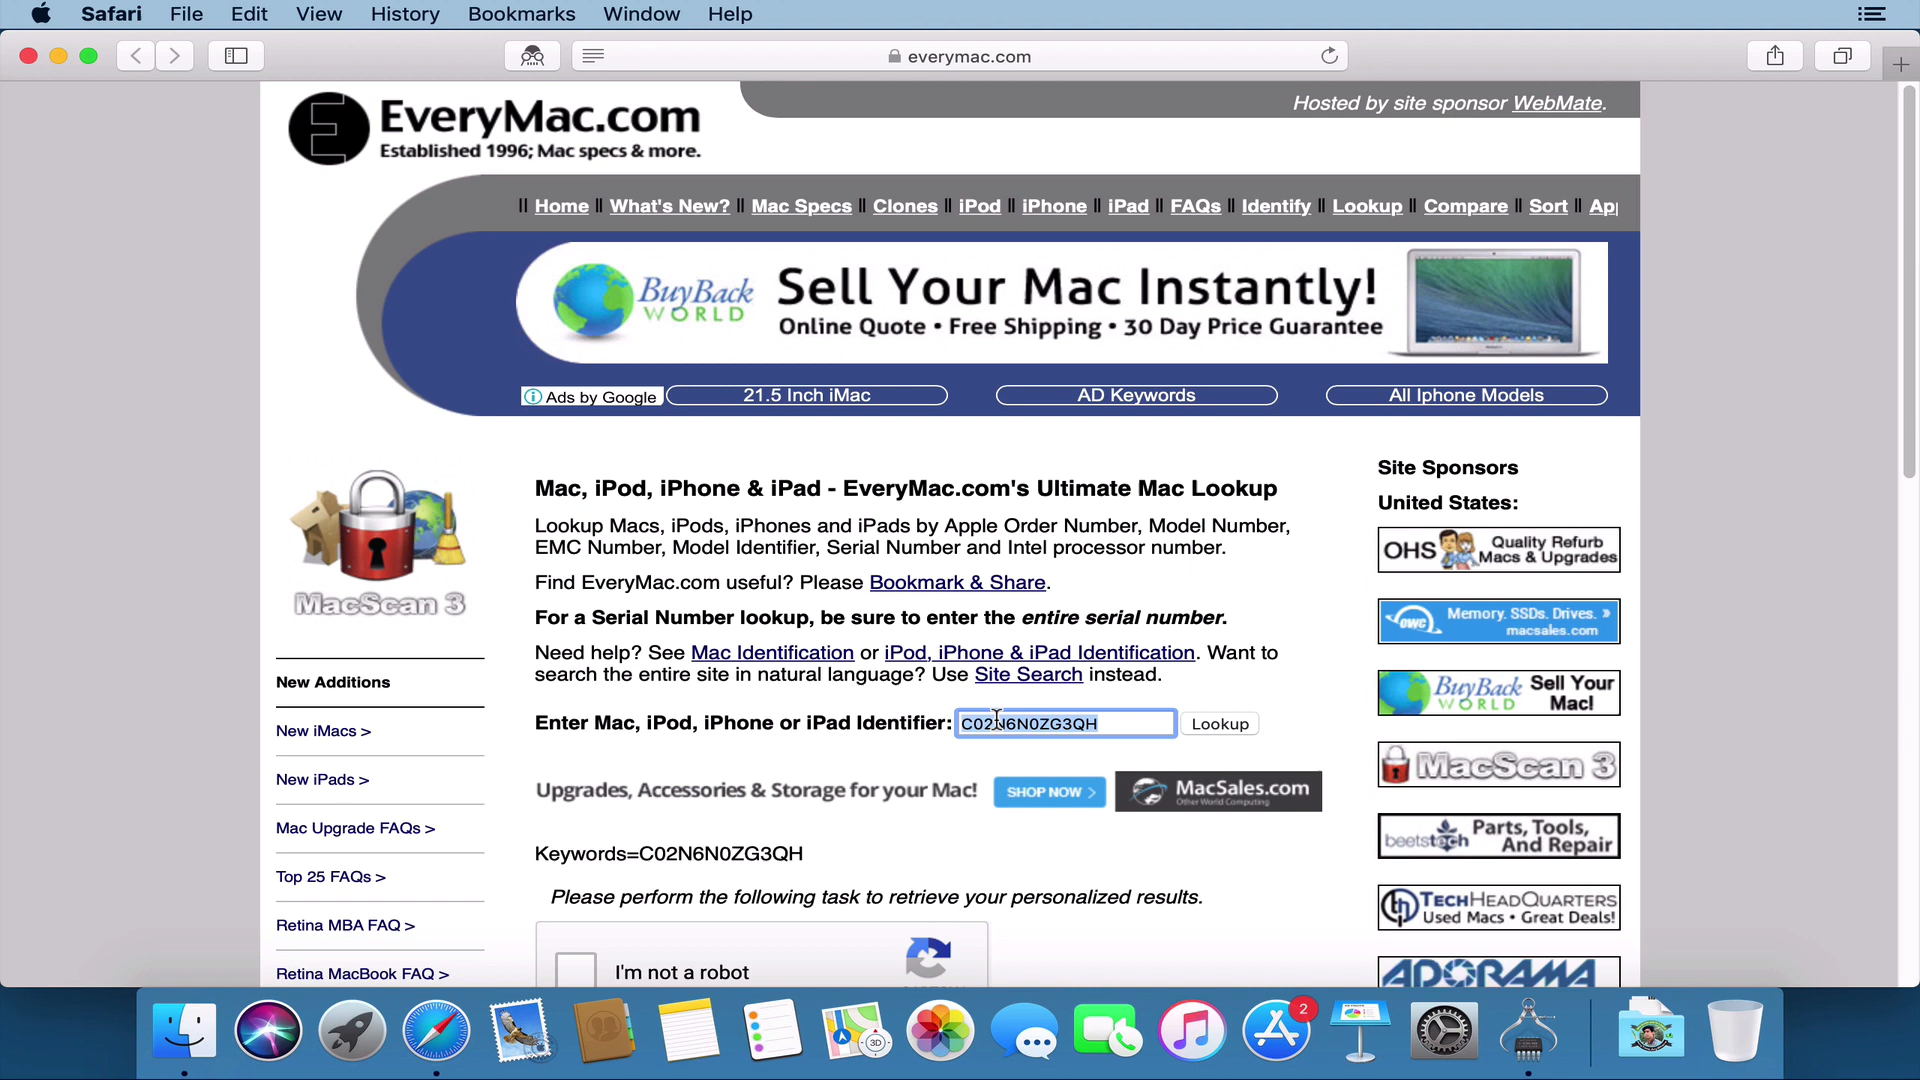 Safari File Edit View History Bookmarks Window Help
everymac.com
Hosted by site sponsor WebMate.
EveryMac.com
Established 1996; Mac specs & more.
|| Home || What's New? || Mac Specs || Clones || iPod || iPhone || iPad || FAQs || Identify || Lookup || Compare || Sort || App
BuyBack WORLD
Sell Your Mac Instantly!
Online Quote • Free Shipping • 30 Day Price Guarantee
Ads by Google 21.5 Inch iMac AD Keywords All Iphone Models
MacScan 3
New Additions
New iMacs >
New iPads >
Mac Upgrade FAQs >
Top 25 FAQs >
Retina MBA FAQ >
Retina MacBook FAQ >
Mac, iPod, iPhone & iPad - EveryMac.com's Ultimate Mac Lookup
Lookup Macs, iPods, iPhones and iPads by Apple Order Number, Model Number,
EMC Number, Model Identifier, Serial Number and Intel processor number.
Find EveryMac.com useful? Please Bookmark & Share.
For a Serial Number lookup, be sure to enter the entire serial number.
Need help? See Mac Identification or iPod, iPhone & iPad Identification. Want to
search the entire site in natural language? Use Site Search instead.
Enter Mac, iPod, iPhone or iPad Identifier: C02N6N0ZG3QH Lookup
Upgrades, Accessories & Storage for your Mac! SHOP NOW > MacSales.com
Other World Computing
Keywords=C02N6N0ZG3QH
Please perform the following task to retrieve your personalized results.
I'm not a robot
Site Sponsors
United States:
OHS Quality Refurb
Macs & Upgrades
OWC Memory. SSDs. Drives. »
macsales.com
BuyBack WORLD Sell Your
Mac!
MacScan 3
beetstech Parts, Tools,
And Repair
TECHHEADQUARTERS
Used Macs • Great Deals!
ADORAMA
3D
2